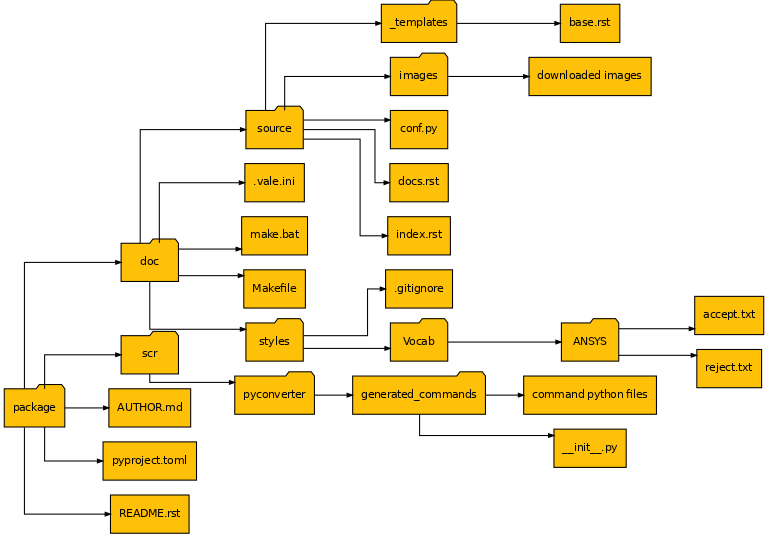 _templates
base.rst
images
downloaded images
source
conf.py
docs.rst
.vale.ini
make.bat
index.rst
doc
Makefile
.gitignore
accept.txt
styles
Vocab
ANSYS
scr
reject.txt
pyconverter
generated_commands
command python files
package
AUTHOR.md
__init__.py
pyproject.toml
README.rst